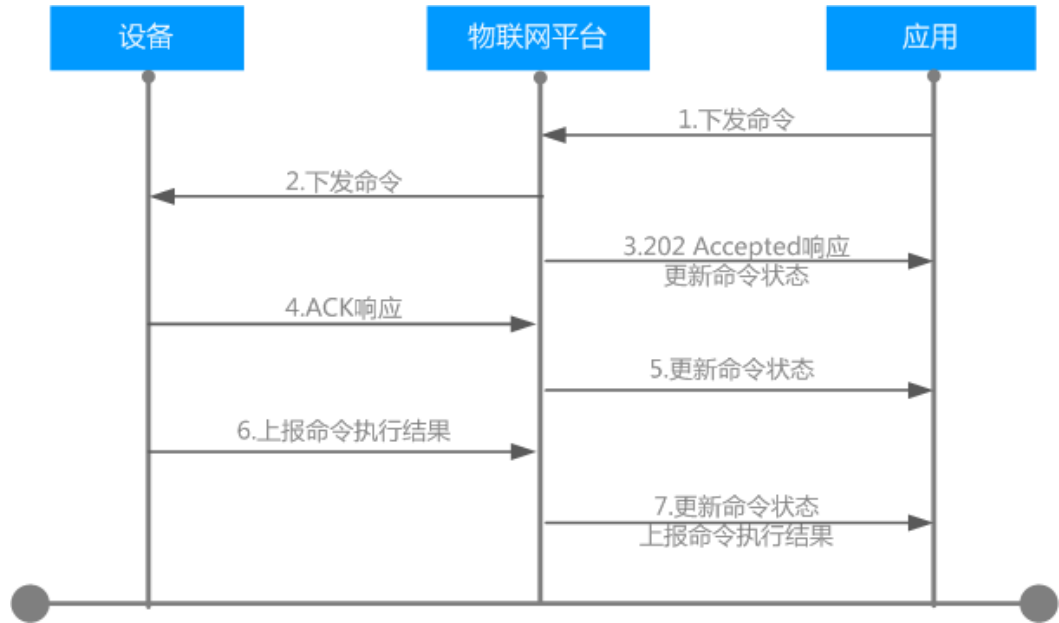 设备
物联网平台
应用
1.下发命令
2.下发命令
3.202 Accepted响应
更新命令状态
4.ACK响应
5.更新命令状态
6.上报命令执行结果
7.更新命令状态
上报命令执行结果